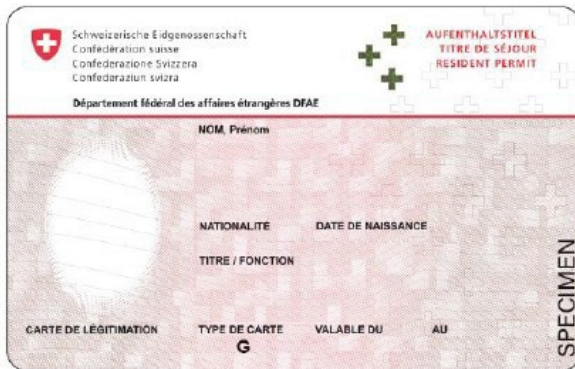 Schweizerische Eidgenossenschaft
Confédération suisse
Confederazione Svizzera
Confederaziun svizra
Département fédéral des affaires étrangères DFAE
AUFENTHALTSTITEL
TITRE DE SÉJOUR
RESIDENT PERMIT
NOM, Prénom
NATIONALITÉ DATE DE NAISSANCE
TITRE / FONCTION
CARTE DE LÉGITIMATION TYPE DE CARTE VALABLE DU AU
G
SPECIMEN